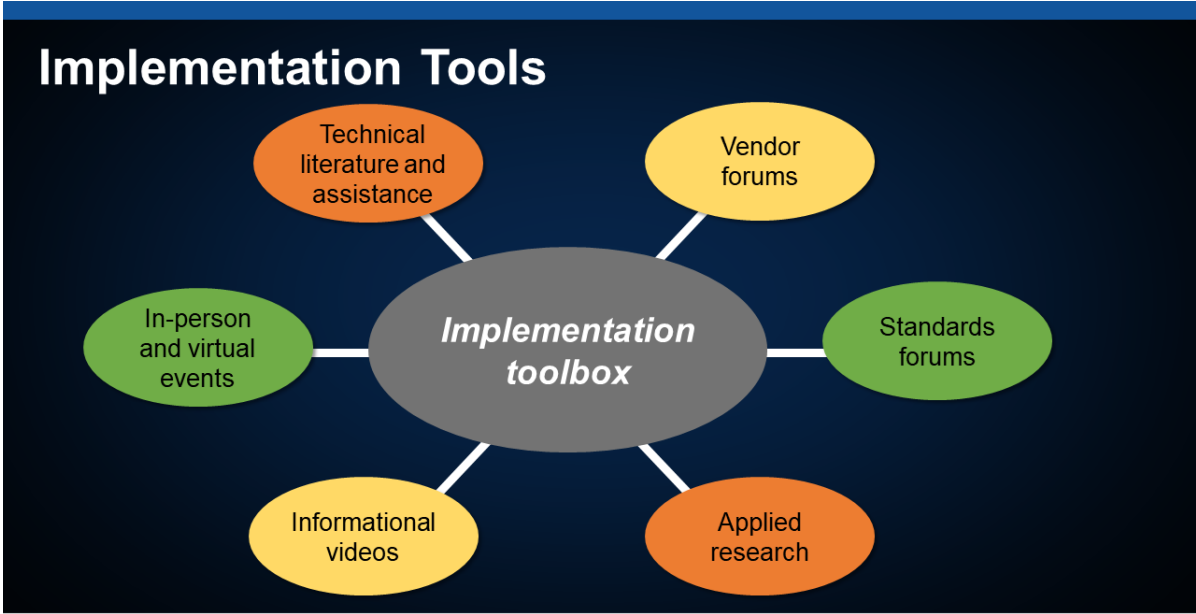 Implementation Tools
Technical
literature and
assistance
Vendor
forums
In-person
and virtual
events
Implementation
toolbox
Standards
forums
Informational
videos
Applied
research